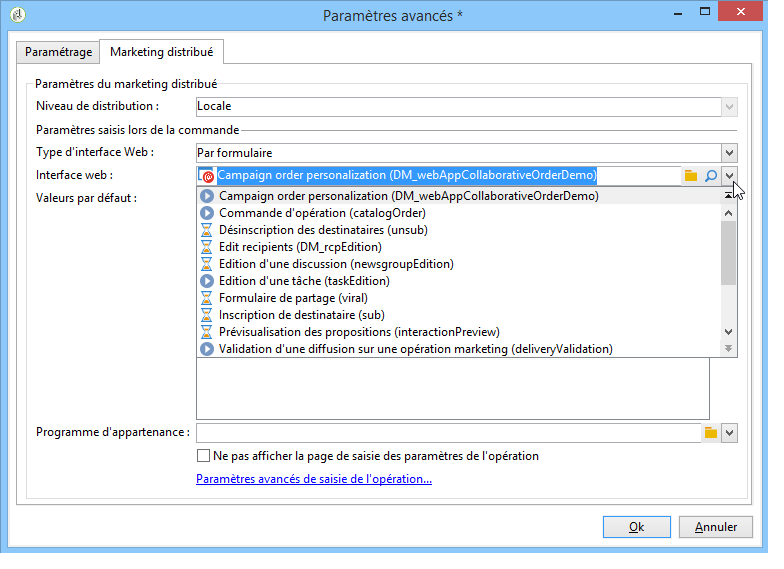 Paramètres avancés *
Paramétrage
Marketing distribué
Paramètres du marketing distribué
Niveau de distribution :
Locale
Paramètres saisis lors de la commande
Type d'interface Web :
Par formulaire
Interface web :
Campaign order personalization (DM_webAppCollaborativeOrderDemo)
Valeurs par défaut :
Campaign order personalization (DM_webAppCollaborativeOrderDemo)
Commande d'opération (catalogOrder)
Désinscription des destinataires (unsub)
Edit recipients (DM_rcpEdition)
Edition d'une discussion (newsgroupEdition)
Edition d'une tâche (taskEdition)
Formulaire de partage (viral)
Inscription de destinataire (sub)
Prévisualisation des propositions (interactionPreview)
Validation d'une diffusion sur une opération marketing (deliveryValidation)
Programme d'appartenance :
Ne pas afficher la page de saisie des paramètres de l'opération
Paramètres avancés de saisie de l'opération...
Ok
Annuler